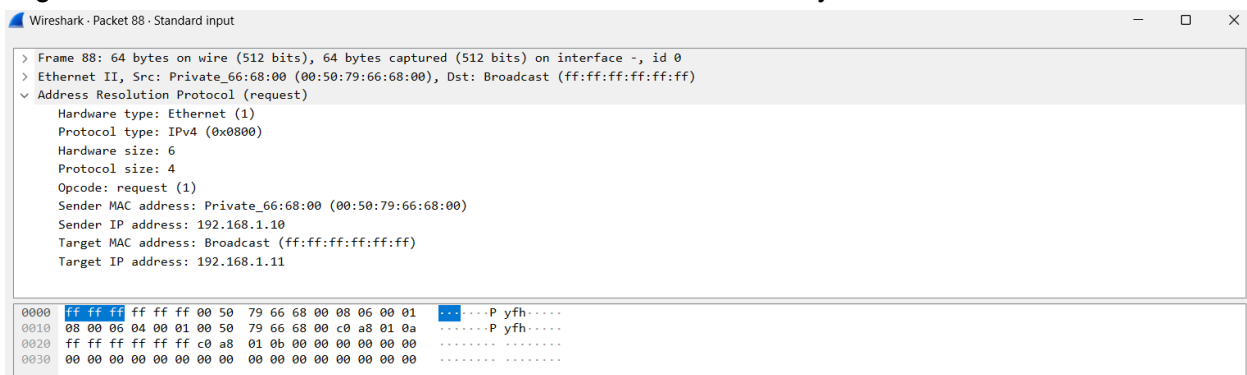 Wireshark · Packet 88 · Standard input
Frame 88: 64 bytes on wire (512 bits), 64 bytes captured (512 bits) on interface -, id 0
Ethernet II, Src: Private_66:68:00 (00:50:79:66:68:00), Dst: Broadcast (ff:ff:ff:ff:ff:ff)
Address Resolution Protocol (request)
Hardware type: Ethernet (1)
Protocol type: IPv4 (0x0800)
Hardware size: 6
Protocol size: 4
Opcode: request (1)
Sender MAC address: Private_66:68:00 (00:50:79:66:68:00)
Sender IP address: 192.168.1.10
Target MAC address: Broadcast (ff:ff:ff:ff:ff:ff)
Target IP address: 192.168.1.11
0000 ff ff ff ff ff ff 00 50 79 66 68 00 08 06 00 01 ·······P yfh·····
0010 08 00 06 04 00 01 00 50 79 66 68 00 c0 a8 01 0a ·······P yfh·····
0020 ff ff ff ff ff ff c0 a8 01 0b 00 00 00 00 00 00 ········ ········
0030 00 00 00 00 00 00 00 00 00 00 00 00 00 00 00 00 ········ ········